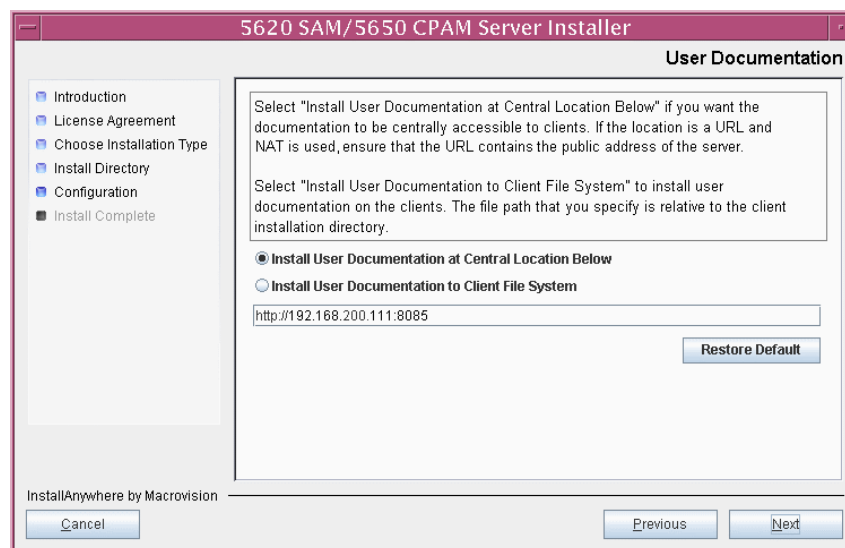 5620 SAM/5650 CPAM Server Installer
User Documentation
Introduction
License Agreement
Choose Installation Type
Install Directory
Configuration
Install Complete
Select "Install User Documentation at Central Location Below" if you want the
documentation to be centrally accessible to clients. If the location is a URL and
NAT is used, ensure that the URL contains the public address of the server.
Select "Install User Documentation to Client File System" to install user
documentation on the clients. The file path that you specify is relative to the client
installation directory.
Install User Documentation at Central Location Below
Install User Documentation to Client File System
http://192.168.200.111:8085
Restore Default
InstallAnywhere by Macrovision
Cancel
Previous
Next